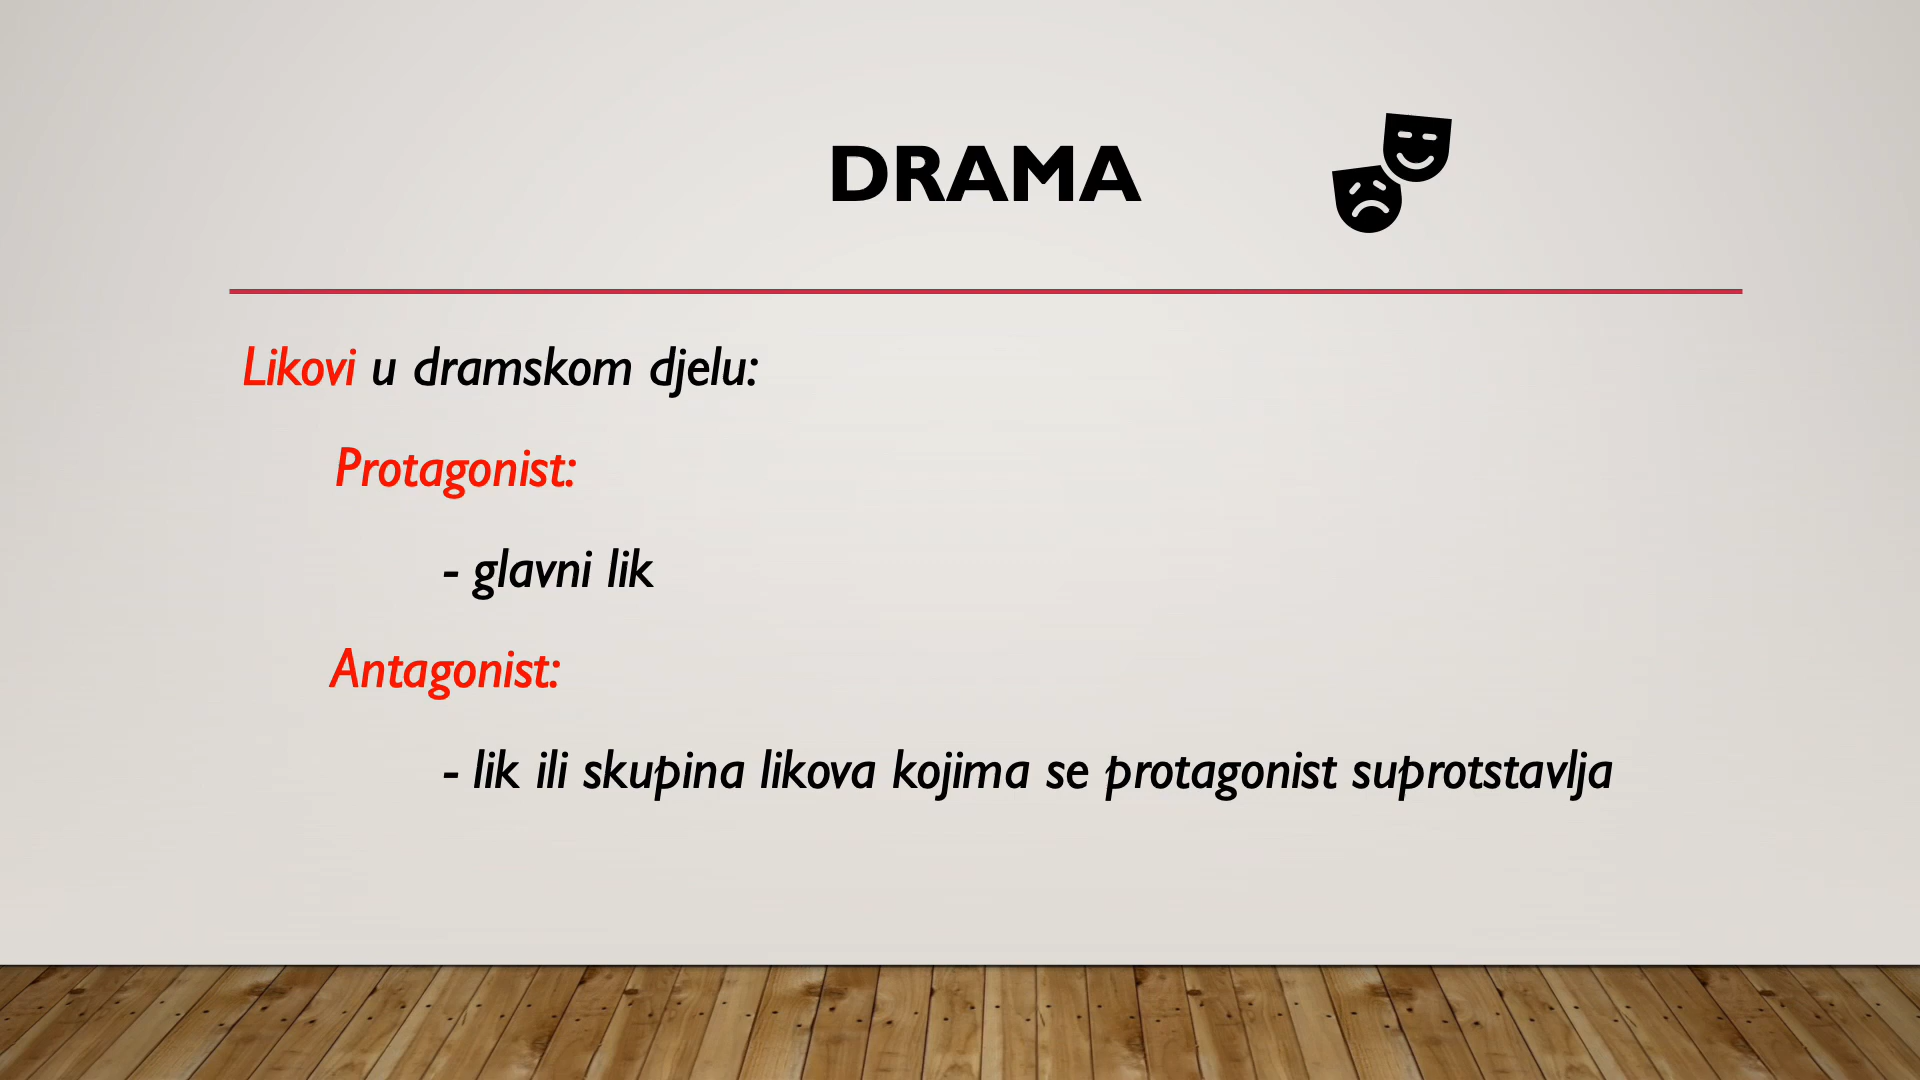 DRAMA
Likovi u dramskom djelu:
Protagonist:
- glavni lik
Antagonist:
- lik ili skupina likova kojima se protagonist suprotstavlja